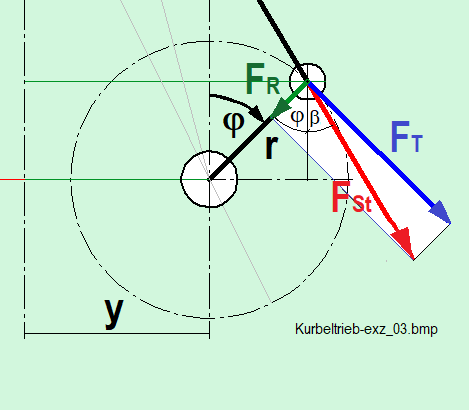 FR
φ β
φ
r
FT
FSt
y
Kurbeltrieb-exz_03.bmp